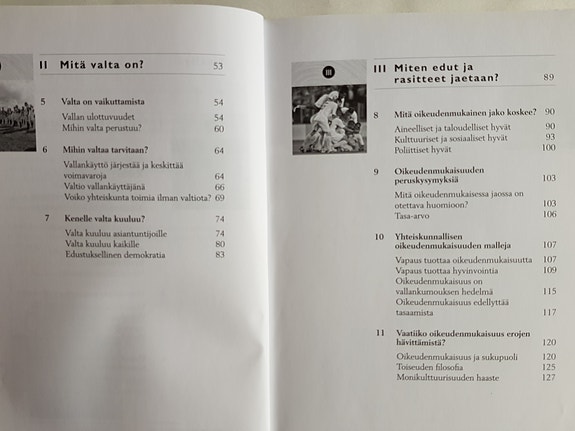 II Mitä valta on? 53
5 Valta on vaikuttamista 54
Vallan ulottuvuudet 54
Mihin valta perustuu? 60
6 Mihin valtaa tarvitaan? 64
Vallankäyttö järjestää ja keskittää
voimavaroja 64
Valtio vallankäyttäjänä 66
Voiko yhteiskunta toimia ilman valtiota? 69
7 Kenelle valta kuuluu? 74
Valta kuuluu asiantuntijoille 74
Valta kuuluu kaikille 80
Edustuksellinen demokratia 83
III
III Miten edut ja
rasitteet jaetaan? 89
8 Mitä oikeudenmukainen jako koskee? 90
Aineelliset ja taloudelliset hyvät 90
Kulttuuriset ja sosiaaliset hyvät 93
Poliittiset hyvät 100
9 Oikeudenmukaisuuden
peruskysymyksiä 103
Mitä oikeudenmukaisessa jaossa on
otettava huomioon? 103
Tasa-arvo 106
10 Yhteiskunnallisen
oikeudenmukaisuuden malleja 107
Vapaus tuottaa oikeudenmukaisuutta 107
Vapaus tuottaa hyvinvointia 109
Oikeudenmukaisuus on
vallankumouksen hedelmä 115
Oikeudenmukaisuus edellyttää
tasaamista 117
11 Vaatiiko oikeudenmukaisuus erojen
hävittämistä? 120
Oikeudenmukaisuus ja sukupuoli 120
Toiseuden filosofia 125
Monikulttuurisuuden haaste 127